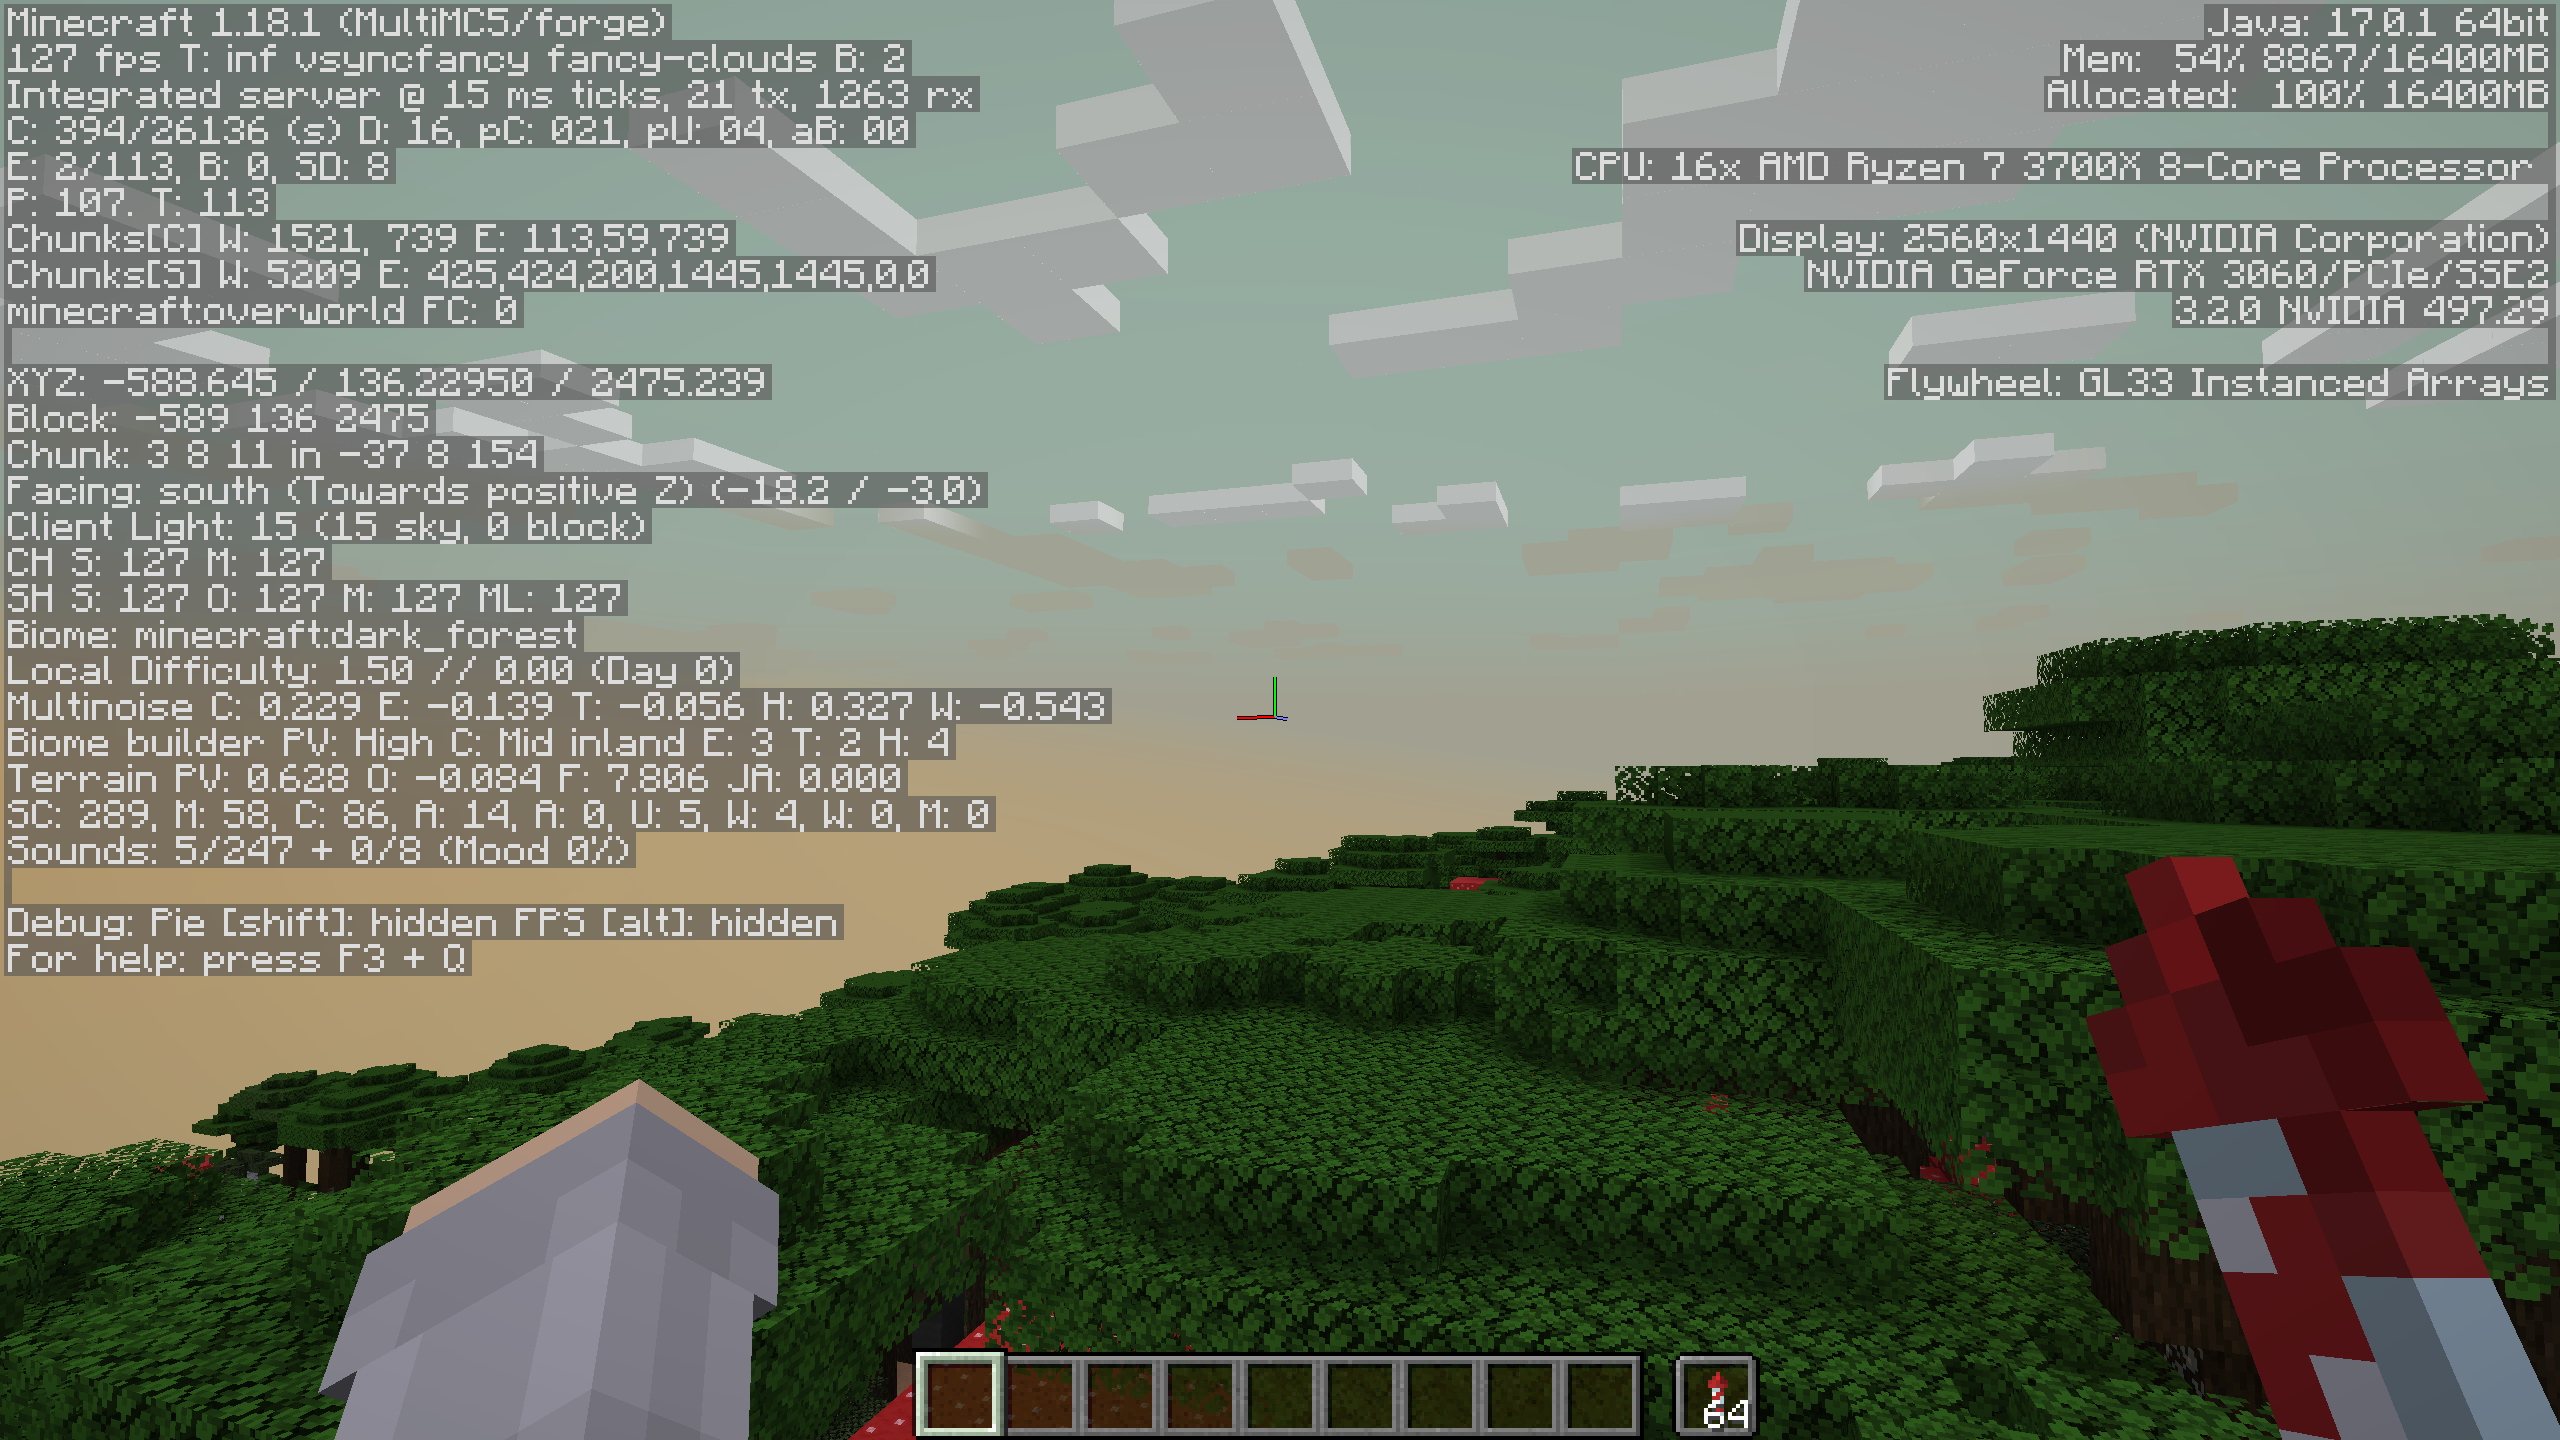 Minecraft 1.18.1 (MultiMC5/forge)
127 fps T: inf vsyncfancy fancy-clouds B: 2
Integrated server @ 15 ms ticks, 21 tx, 1263 rx
C: 394/26136 (s) D: 16, pC: 021, pU: 04, aB: 00
E: 2/113, B: 0, SD: 8
P: 107. T: 113
Chunks[C] W: 1521, 739 E: 113,59,739
Chunks[S] W: 5209 E: 425,424,200,1445,1445,0,0
minecraft:overworld FC: 0
XYZ: -588.645 / 136.22950 / 2475.239
Block: -589 136 2475
Chunk: 3 8 11 in -37 8 154
Facing: south (Towards positive Z) (-18.2 / -3.0)
Client Light: 15 (15 sky, 0 block)
CH S: 127 M: 127
SH S: 127 O: 127 M: 127 ML: 127
Biome: minecraft:dark_forest
Local Difficulty: 1.50 // 0.00 (Day 0)
Multinoise C: 0.229 E: -0.139 T: -0.056 H: 0.327 W: -0.543
Biome builder PV: High C: Mid inland E: 3 T: 2 H: 4
Terrain PV: 0.628 O: -0.084 F: 7.806 JA: 0.000
SC: 289, M: 58, C: 86, A: 14, A: 0, U: 5, W: 4, W: 0, M: 0
Sounds: 5/247 + 0/8 (Mood 0%)
Debug: Pie [shift]: hidden FPS [alt]: hidden
For help: press F3 + Q
Java: 17.0.1 64bit
Mem: 54% 8867/16400MB
Allocated: 100% 16400MB
CPU: 16x AMD Ryzen 7 3700X 8-Core Processor
Display: 2560x1440 (NVIDIA Corporation)
NVIDIA GeForce RTX 3060/PCIe/SSE2
3.2.0 NVIDIA 497.29
Flywheel: GL33 Instanced Arrays
64